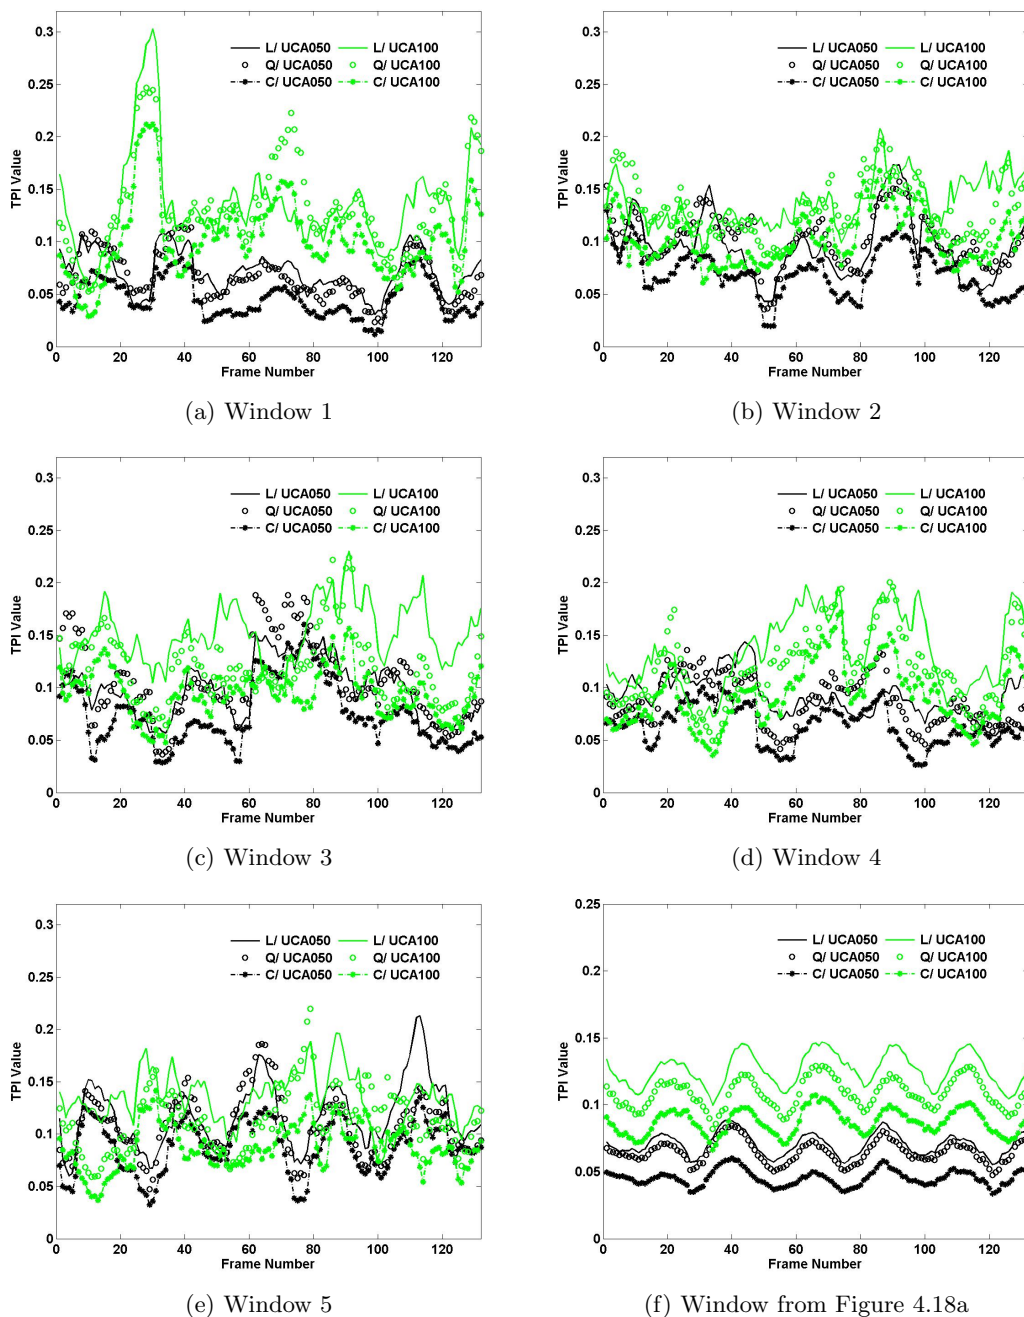 0.3
0.25
0.2
0.15
0.1
0.05
0
TPI Value
L/ UCA050
Q/ UCA050
C/ UCA050
L/ UCA100
Q/ UCA100
C/ UCA100
0 20 40 60 80 100 120
Frame Number
(a) Window 1
0.3
0.25
0.2
0.15
0.1
0.05
0
TPI Value
L/ UCA050
Q/ UCA050
C/ UCA050
L/ UCA100
Q/ UCA100
C/ UCA100
0 20 40 60 80 100 120
Frame Number
(b) Window 2
0.3
0.25
0.2
0.15
0.1
0.05
0
TPI Value
L/ UCA050
Q/ UCA050
C/ UCA050
L/ UCA100
Q/ UCA100
C/ UCA100
0 20 40 60 80 100 120
Frame Number
(c) Window 3
0.3
0.25
0.2
0.15
0.1
0.05
0
TPI Value
L/ UCA050
Q/ UCA050
C/ UCA050
L/ UCA100
Q/ UCA100
C/ UCA100
0 20 40 60 80 100 120
Frame Number
(d) Window 4
0.3
0.25
0.2
0.15
0.1
0.05
0
TPI Value
L/ UCA050
Q/ UCA050
C/ UCA050
L/ UCA100
Q/ UCA100
C/ UCA100
0 20 40 60 80 100 120
Frame Number
(e) Window 5
0.25
0.2
0.15
0.1
0.05
0
TPI Value
L/ UCA050
Q/ UCA050
C/ UCA050
L/ UCA100
Q/ UCA100
C/ UCA100
0 20 40 60 80 100 120
Frame Number
(f) Window from Figure 4.18a